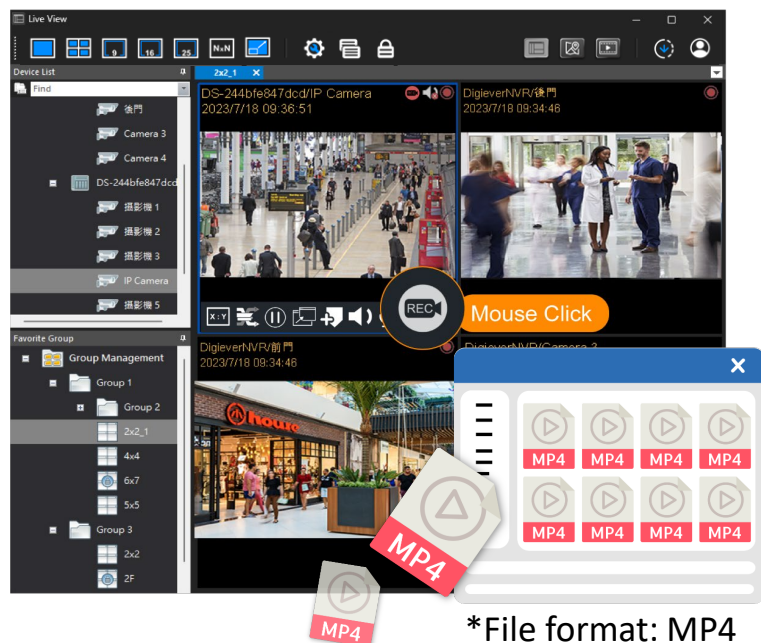 Live View
9
16
25
N×N
Device List
2x2_1
Find
後門
Camera 3
Camera 4
DS-244bfe847dcd
攝影機 1
攝影機 2
攝影機 3
IP Camera
攝影機 5
DS-244bfe847dcd/IP Camera
2023/7/18 09:36:51
DigieverNVR/後門
2023/7/18 09:34:46
X:Y
REC
Mouse Click
Favorite Group
Group Management
Group 1
Group 2
2x2_1
4x4
6x7
5x5
Group 3
2x2
2F
DigieverNVR/前門
2023/7/18 09:34:46
house
DigieverNVR/Camera 3
MP4
MP4
MP4
MP4
MP4
MP4
MP4
MP4
MP4
MP4
*File format: MP4